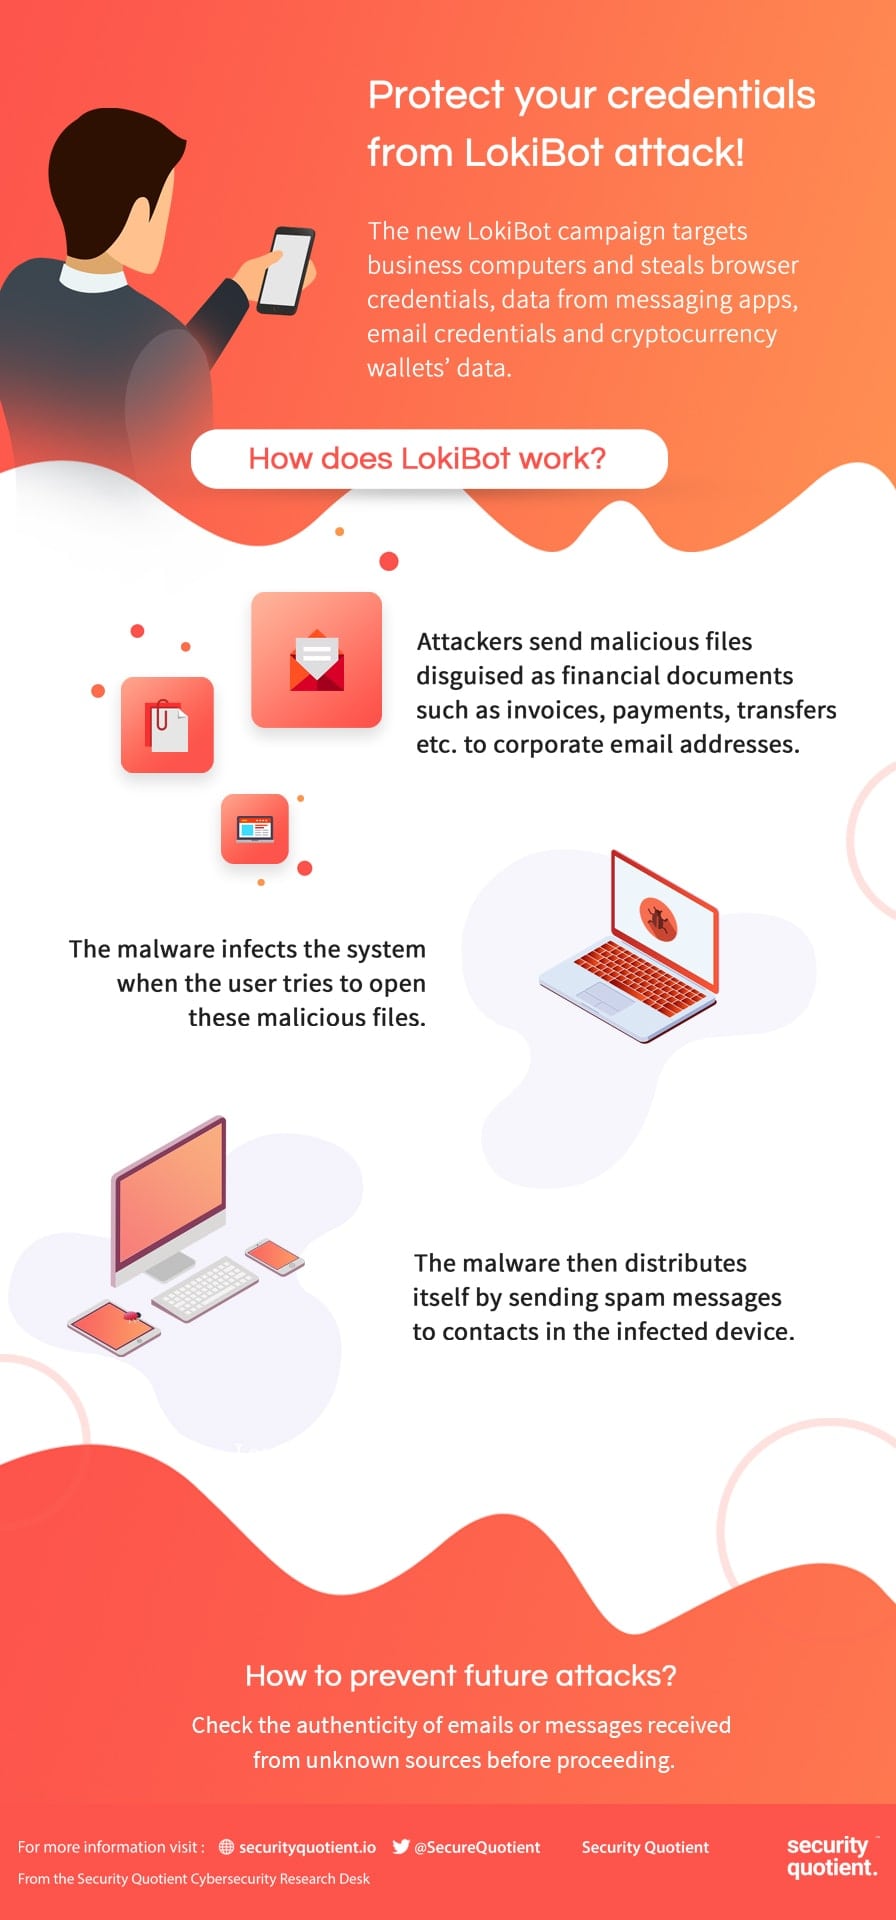 Protect your credentials
from LokiBot attack!
The new LokiBot campaign targets
business computers and steals browser
credentials, data from messaging apps,
email credentials and cryptocurrency
wallets’ data.
How does LokiBot work?
Attackers send malicious files
disguised as financial documents
such as invoices, payments, transfers
etc. to corporate email addresses.
The malware infects the system
when the user tries to open
these malicious files.
The malware then distributes
itself by sending spam messages
to contacts in the infected device.
How to prevent future attacks?
Check the authenticity of emails or messages received
from unknown sources before proceeding.
For more information visit : securityquotient.io @SecureQuotient Security Quotient
From the Security Quotient Cybersecurity Research Desk
security
quotient.